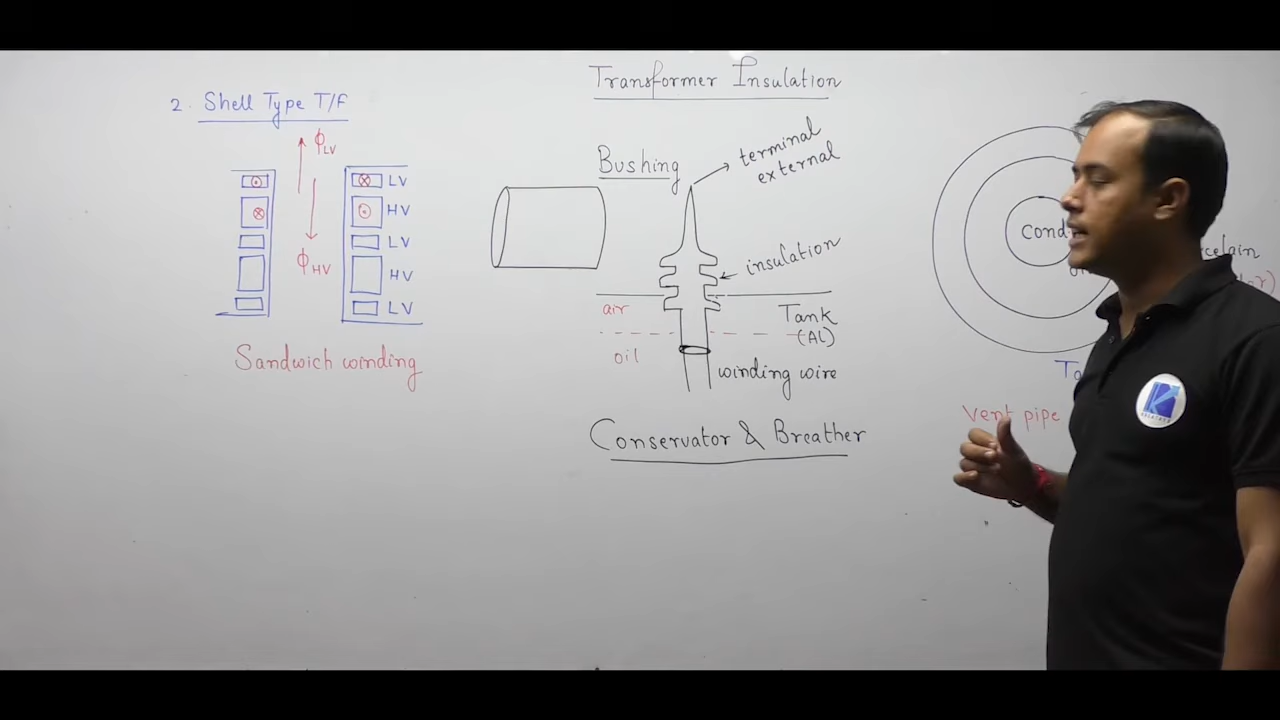 Transformer Insulation
2. Shell Type T/F
ϕLV
LV
HV
LV
HV
LV
ϕHV
Sandwich winding
Bushing
terminal
external
insulation
air
oil
Tank
(Al)
winding wire
Conservator & Breather
Vent pipe